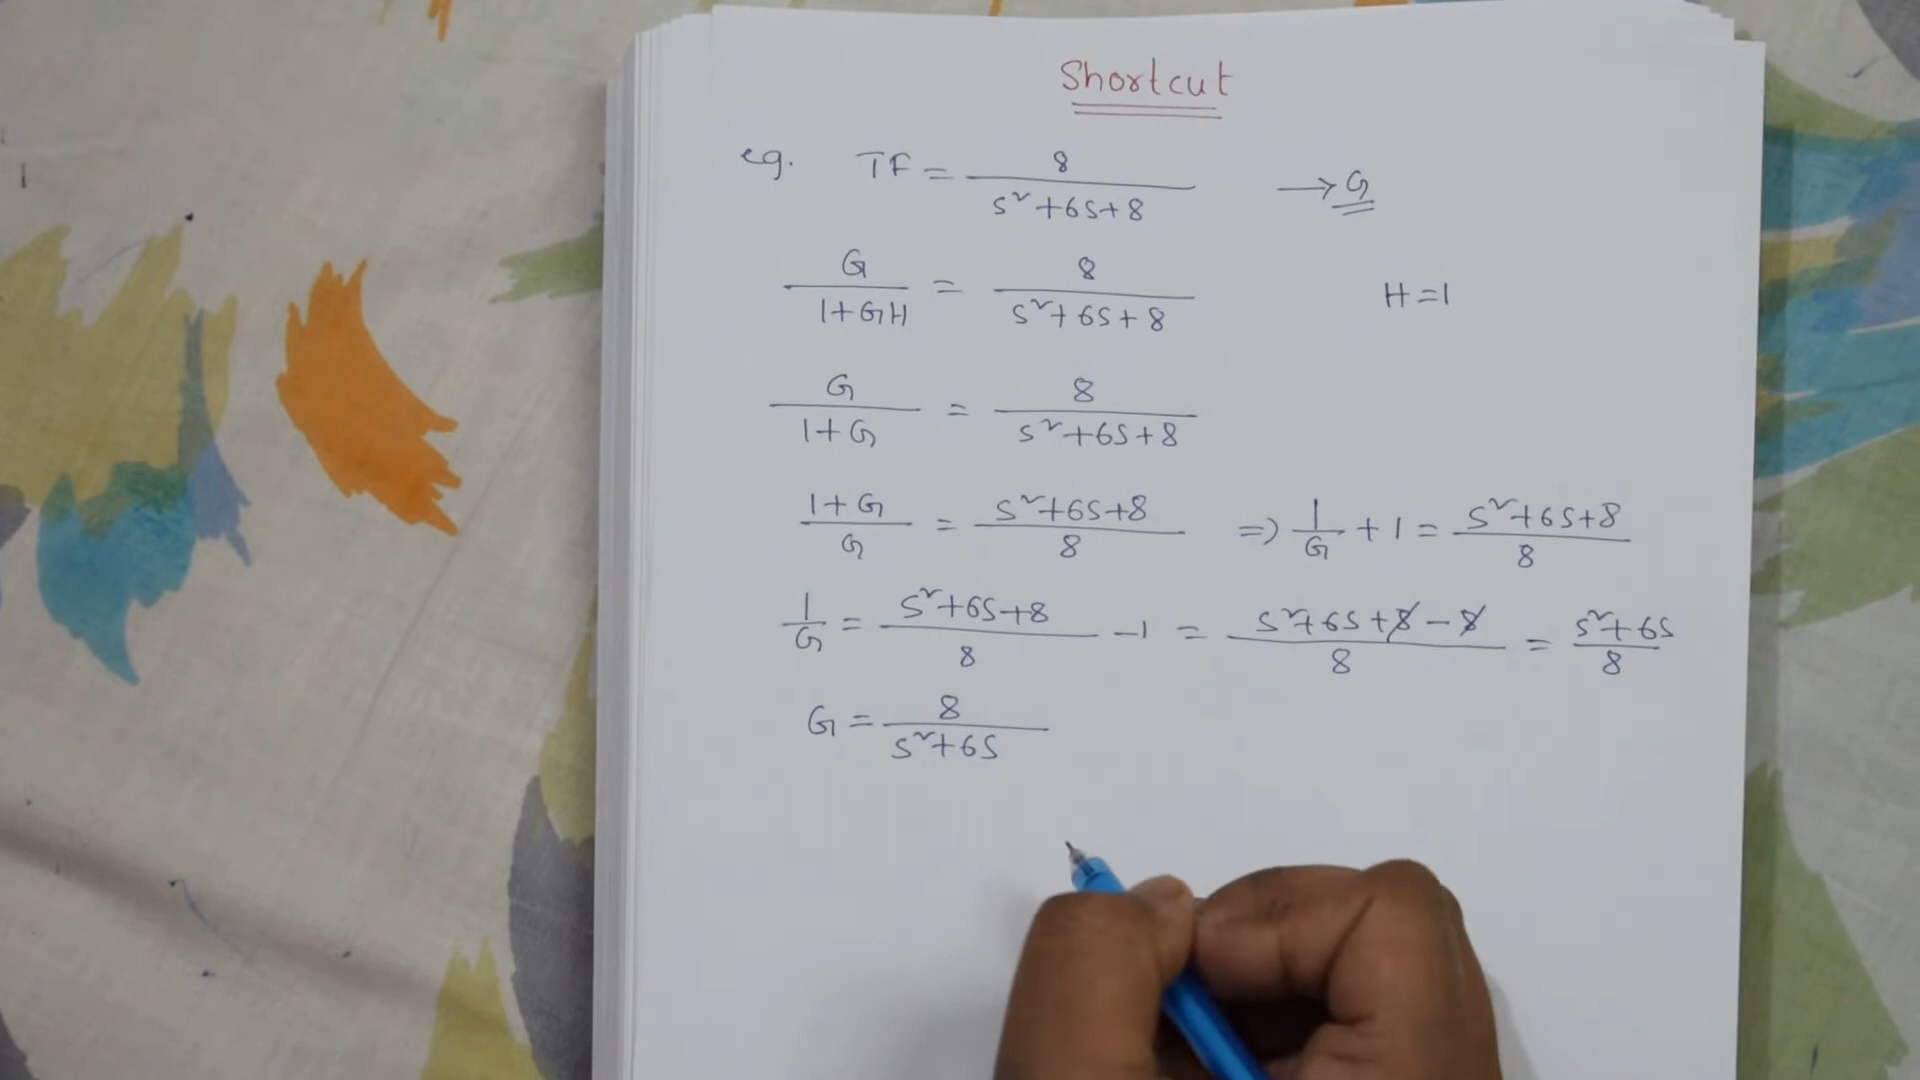 Shortcut
eg. TF = 8 / (s² + 6s + 8) → G
G / (1 + GH) = 8 / (s² + 6s + 8) H = 1
G / (1 + G) = 8 / (s² + 6s + 8)
(1 + G) / G = (s² + 6s + 8) / 8 ⇒ 1/G + 1 = (s² + 6s + 8) / 8
1/G = (s² + 6s + 8) / 8 - 1 = (s² + 6s + 8 - 8) / 8 = (s² + 6s) / 8
G = 8 / (s² + 6s)